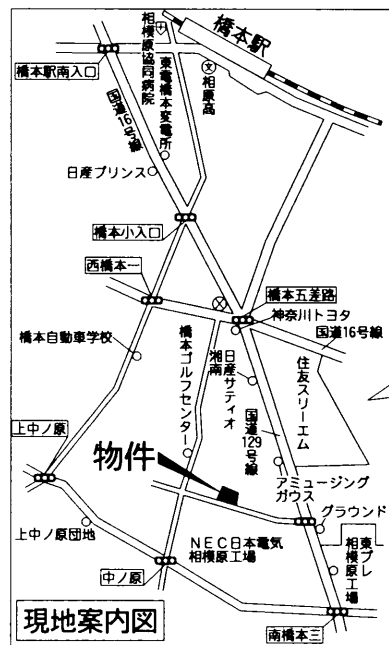 橋本駅
相模原協同病院
相原高
東電橋本変電所
橋本駅南入口
国道16号線
日産プリンス
橋本小入口
西橋本一
橋本五差路
神奈川トヨタ
国道16号線
橋本自動車学校
橋本ゴルフセンター
日産サティオ
湘南
住友スリーエム
国道129号線
上中ノ原
物件
アミュージング
ガウス
グラウンド
上中ノ原団地
NEC日本電気
相模原工場
東プレ
相模原工場
中ノ原
南橋本三
現地案内図